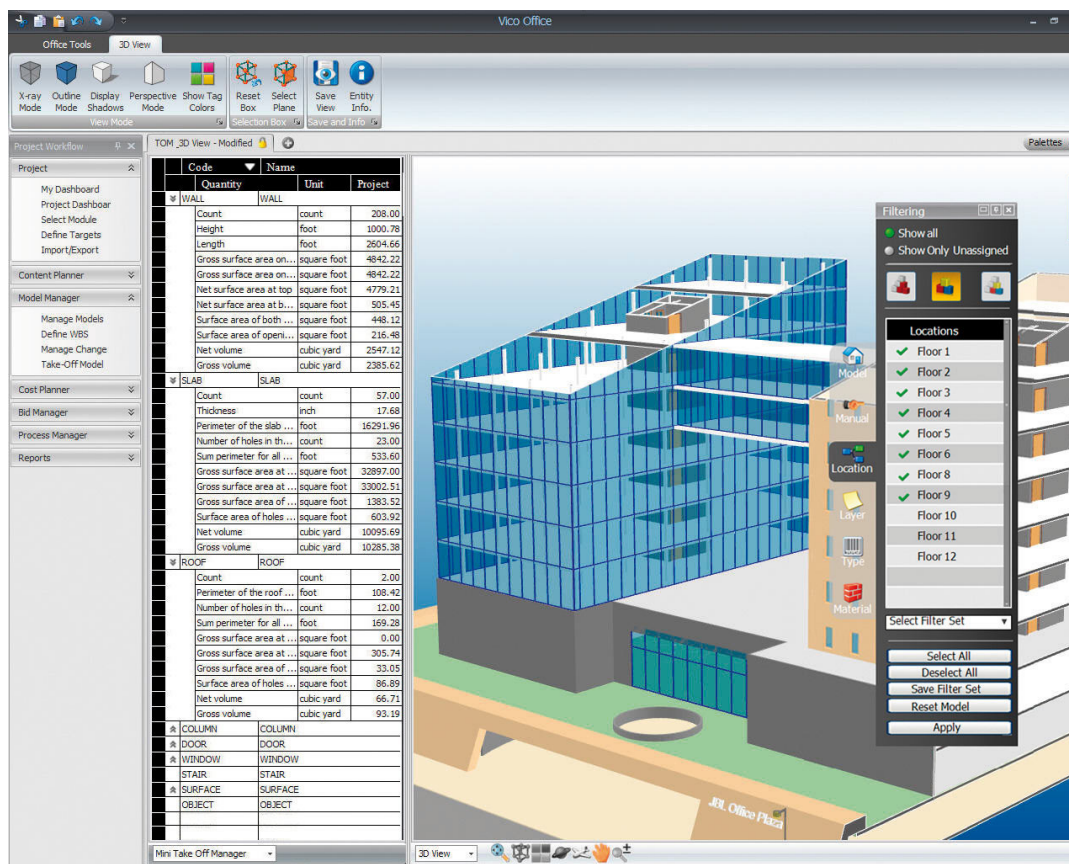 Vico Office
Office Tools 3D View
X-ray Mode
Outline Mode
Display Shadows
Perspective Mode
Show Tag Colors
Reset Box
Select Plane
Save View
Entity Info.
View Mode
Selection Box
Save and Info
Project Workflow
TOM_3D View - Modified
Palettes
Project
My Dashboard
Project Dashboar
Select Module
Define Targets
Import/Export
Content Planner
Model Manager
Manage Models
Define WBS
Manage Change
Take-Off Model
Cost Planner
Bid Manager
Process Manager
Reports
Code Name
Quantity Unit Project
WALL WALL
Count count 208.00
Height foot 1000.78
Length foot 2604.66
Gross surface area on... square foot 4842.22
Gross surface area on... square foot 4842.22
Net surface area at top square foot 4779.21
Net surface area at b... square foot 505.45
Surface area of both ... square foot 448.12
Surface area of openi... square foot 216.48
Net volume cubic yard 2547.12
Gross volume cubic yard 2385.62
SLAB SLAB
Count count 57.00
Thickness inch 17.68
Perimeter of the slab ... foot 16291.96
Number of holes in th... count 23.00
Sum perimeter for all ... foot 533.60
Gross surface area at ... square foot 32897.00
Gross surface area at ... square foot 33002.51
Gross surface area of ... square foot 1383.52
Surface area of holes ... square foot 603.92
Net volume cubic yard 10095.69
Gross volume cubic yard 10285.38
ROOF ROOF
Count count 2.00
Perimeter of the roof ... foot 108.42
Number of holes in th... count 12.00
Sum perimeter for all ... foot 169.28
Gross surface area at ... square foot 0.00
Gross surface area at ... square foot 305.74
Gross surface area of ... square foot 33.05
Surface area of holes ... square foot 86.89
Net volume cubic yard 66.71
Gross volume cubic yard 93.19
COLUMN COLUMN
DOOR DOOR
WINDOW WINDOW
STAIR STAIR
SURFACE SURFACE
OBJECT OBJECT
Mini Take Off Manager
3D View
JBL Office Plaza
Model
Manual
Location
Layer
Type
Material
Filtering
Show all
Show Only Unassigned
Locations
Floor 1
Floor 2
Floor 3
Floor 4
Floor 5
Floor 6
Floor 8
Floor 9
Floor 10
Floor 11
Floor 12
Select Filter Set
Select All
Deselect All
Save Filter Set
Reset Model
Apply